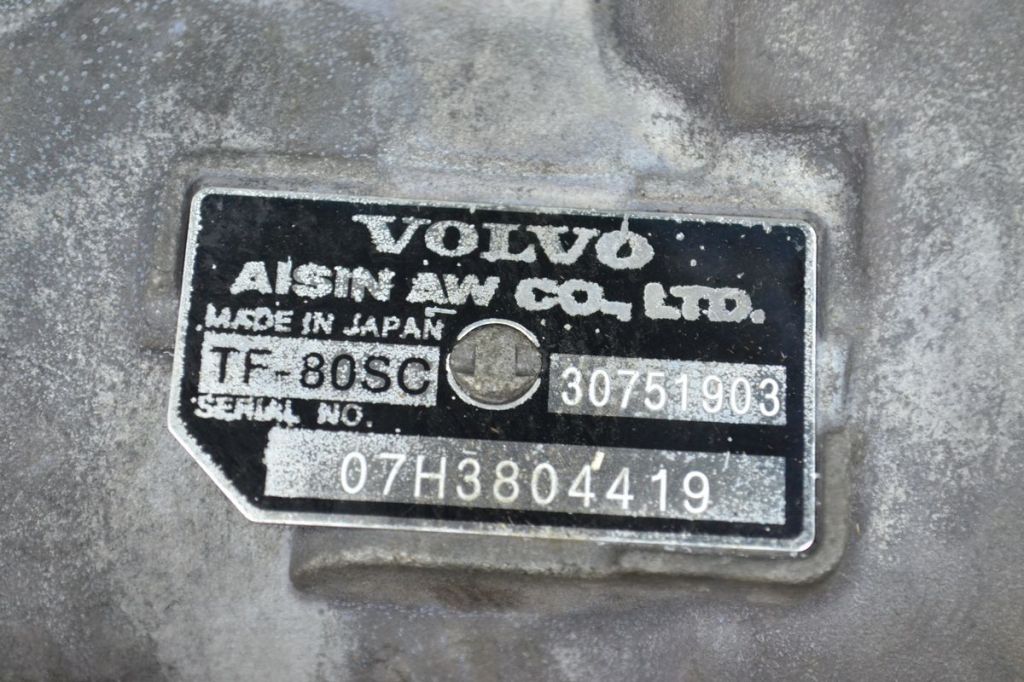 VOLVO
AISIN AW CO., LTD.
MADE IN JAPAN
TF-80SC 30751903
SERIAL NO.
07H3804419